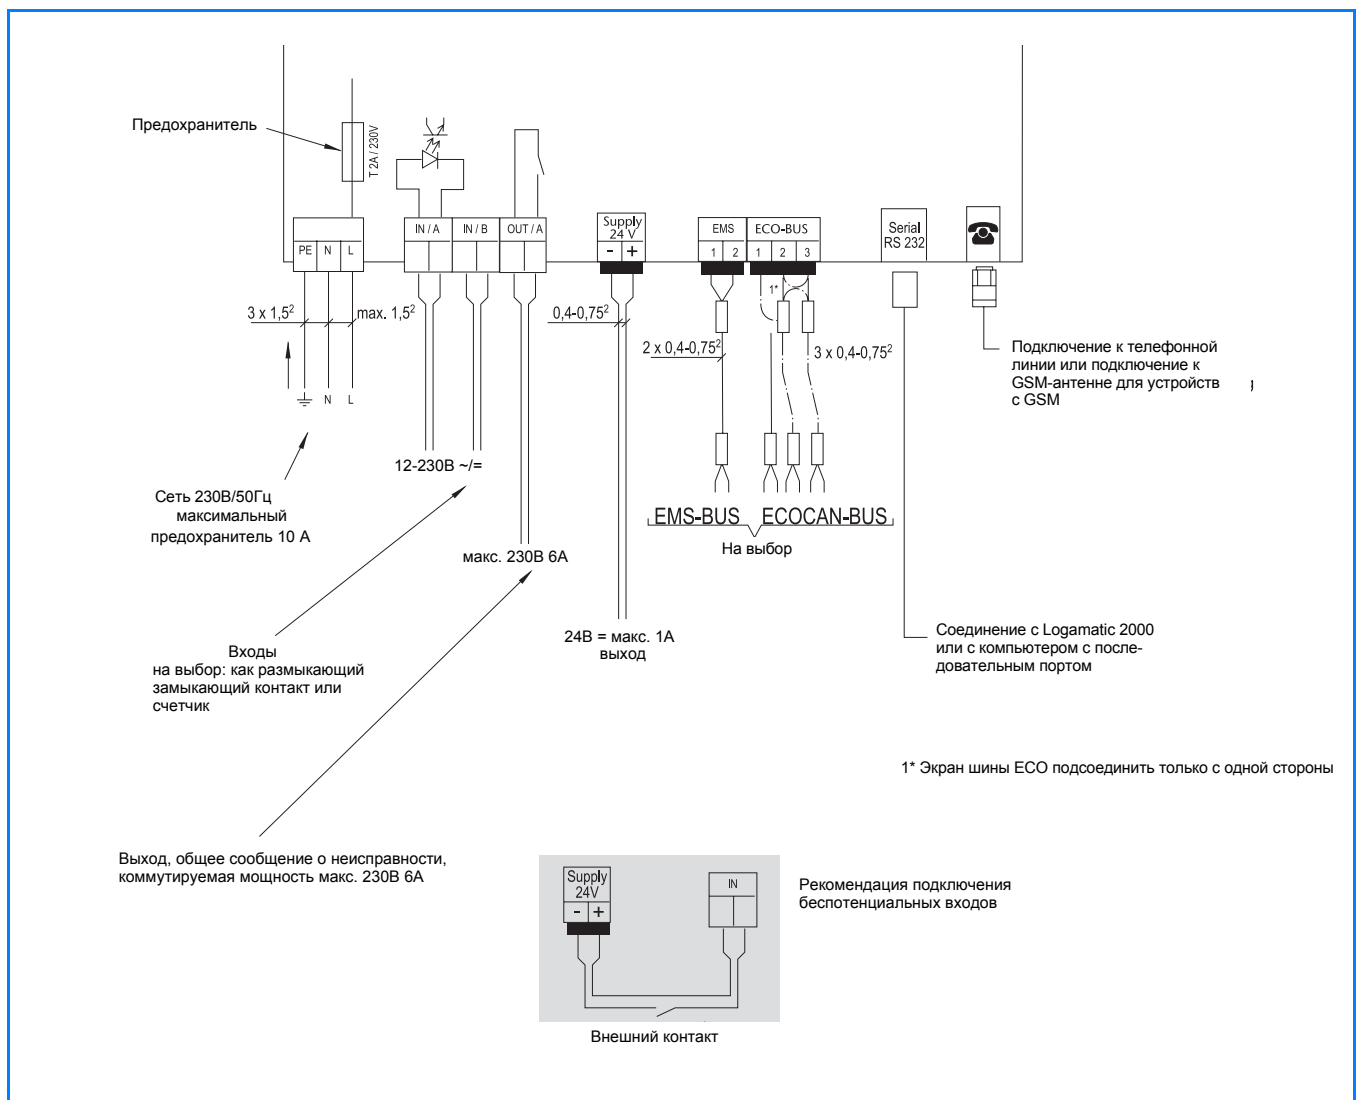 Предохранитель
T 2A / 230V
PE N L
IN / A IN / B OUT / A
Supply
24 V
- +
EMS ECO-BUS
1 2 1 2 3
Serial
RS 232
1*
3 x 1,5²
max. 1,5²
0,4-0,75²
2 x 0,4-0,75²
3 x 0,4-0,75²
N L
Подключение к телефонной
линии или подключение к
GSM-антенне для устройств
с GSM
12-230В ~/=
Сеть 230В/50Гц
максимальный
предохранитель 10 А
EMS-BUS ECOCAN-BUS
На выбор
макс. 230В 6А
24В = макс. 1А
выход
Соединение с Logamatic 2000
или с компьютером с после-
довательным портом
Входы
на выбор: как размыкающий
замыкающий контакт или
счетчик
1* Экран шины ECO подсоединить только с одной стороны
Выход, общее сообщение о неисправности,
коммутируемая мощность макс. 230В 6А
Supply
24V
- +
IN
Рекомендация подключения
беспотенциальных входов
Внешний контакт